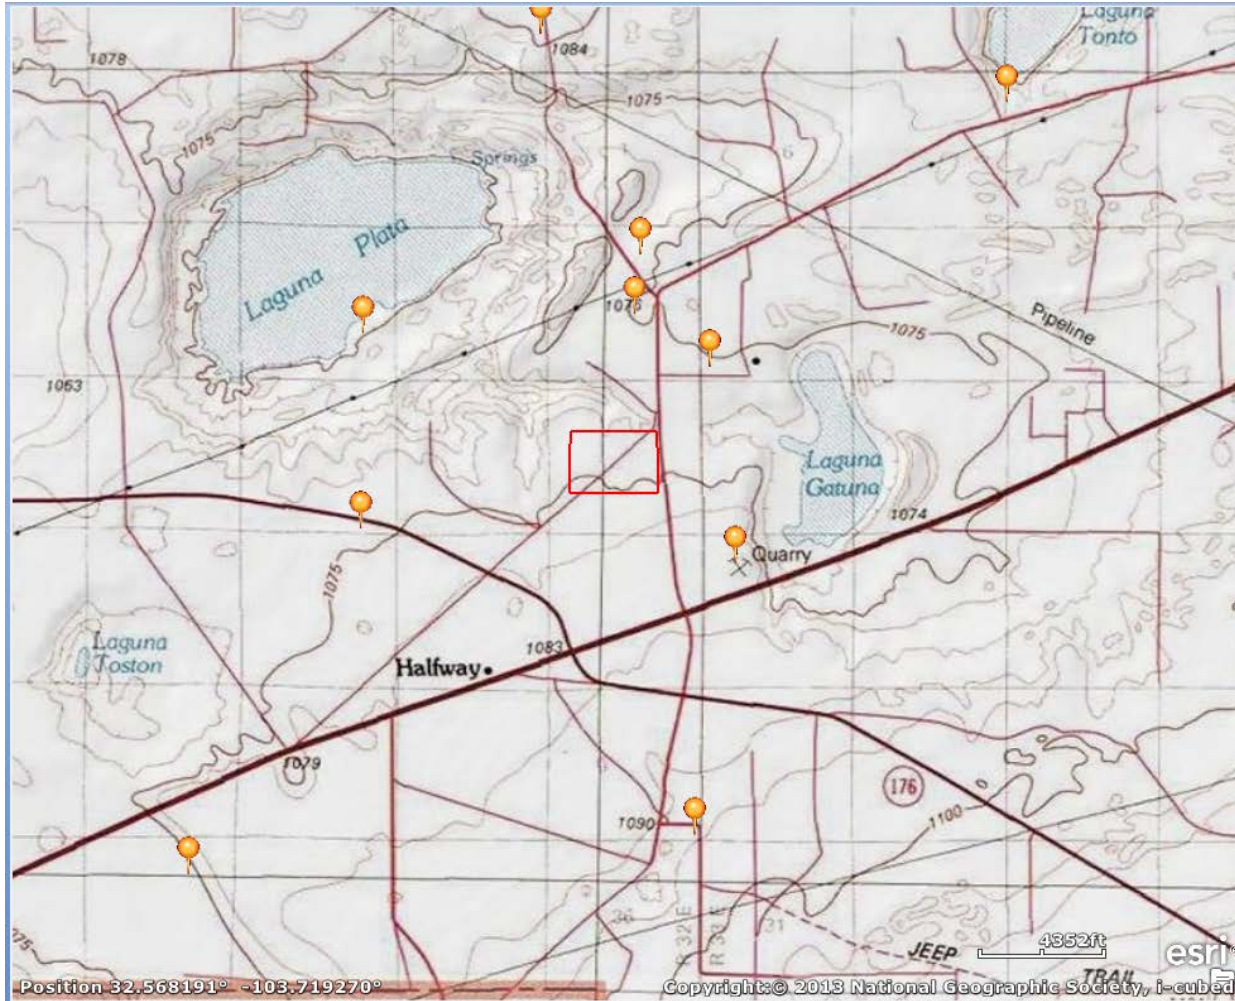 Laguna
Tonto
1084
1078
1075
1075
Springs
6
Laguna Plata
1076
Pipeline
1075
1063
Laguna
Gatuna
1074
Quarry
1075
Laguna
Toston
1083
Halfway
1079
176
1090
1100
36
31
R 32 E
R 33 E
JEEP TRAIL
4352ft
esri
Position 32.568191° -103.719270°
Copyright:© 2013 National Geographic Society, i-cubed